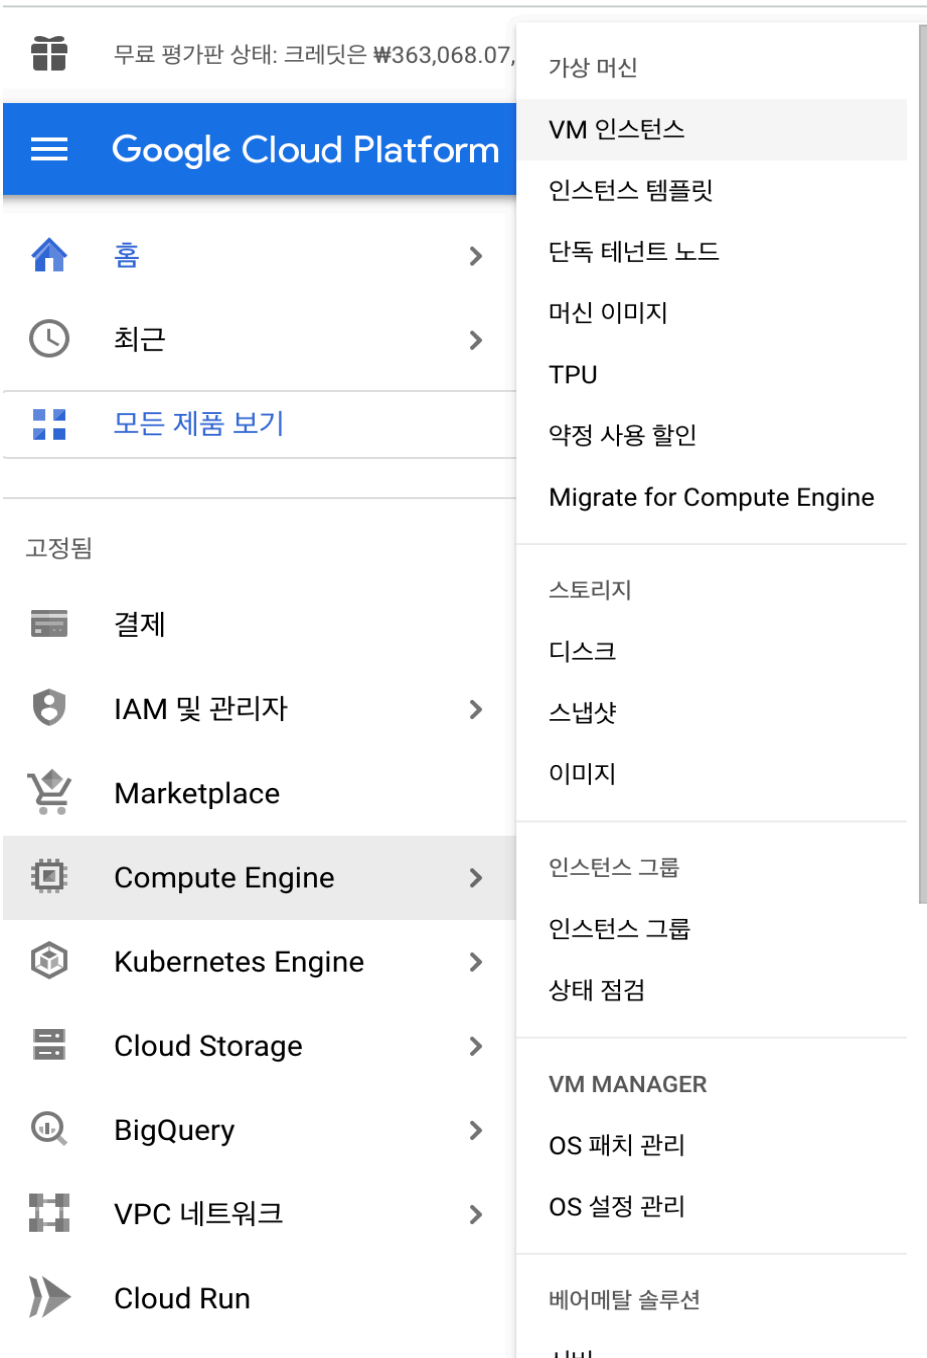 무료 평가판 상태: 크레딧은 ₩363,068.07,
Google Cloud Platform
홈
최근
모든 제품 보기
고정됨
결제
IAM 및 관리자
Marketplace
Compute Engine
Kubernetes Engine
Cloud Storage
BigQuery
VPC 네트워크
Cloud Run
가상 머신
VM 인스턴스
인스턴스 템플릿
단독 테넌트 노드
머신 이미지
TPU
약정 사용 할인
Migrate for Compute Engine
스토리지
디스크
스냅샷
이미지
인스턴스 그룹
인스턴스 그룹
상태 점검
VM MANAGER
OS 패치 관리
OS 설정 관리
베어메탈 솔루션